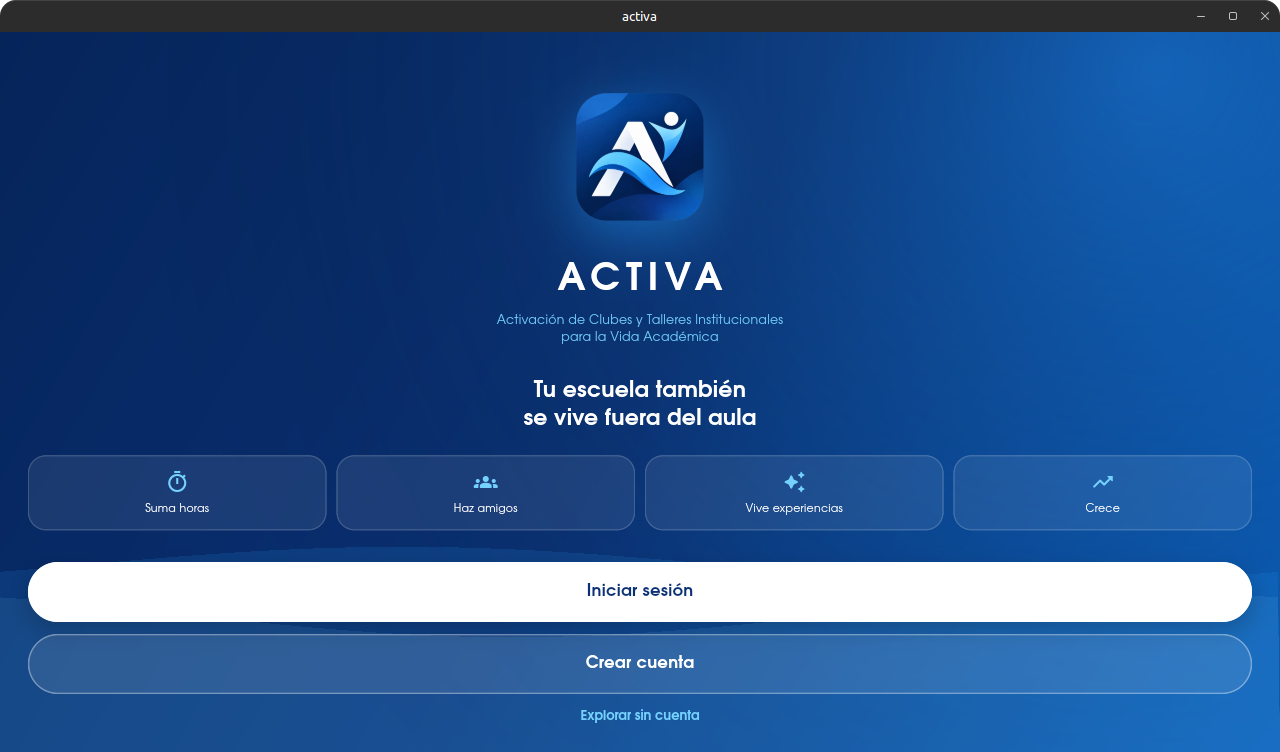 activa
ACTIVA
Activación de Clubes y Talleres Institucionales
para la Vida Académica
Tu escuela también
se vive fuera del aula
Suma horas
Haz amigos
Vive experiencias
Crece
Iniciar sesión
Crear cuenta
Explorar sin cuenta